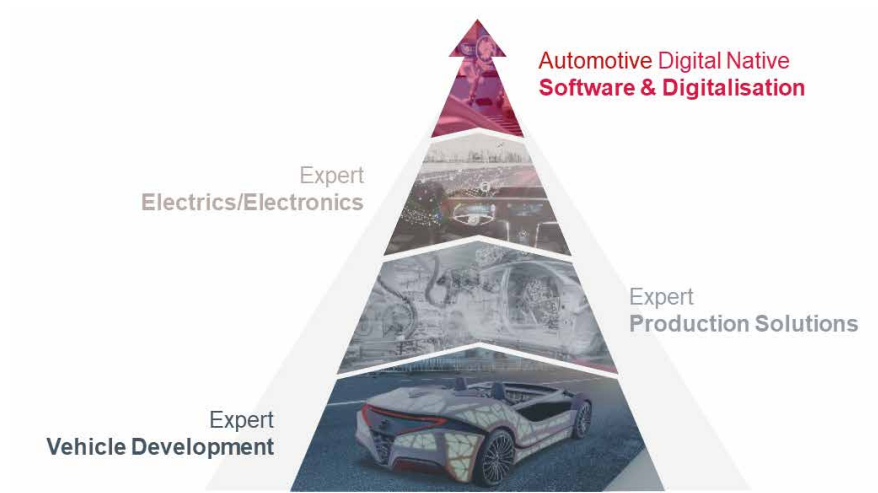 Automotive Digital Native
Software & Digitalisation
Expert
Electrics/Electronics
Expert
Production Solutions
Expert
Vehicle Development